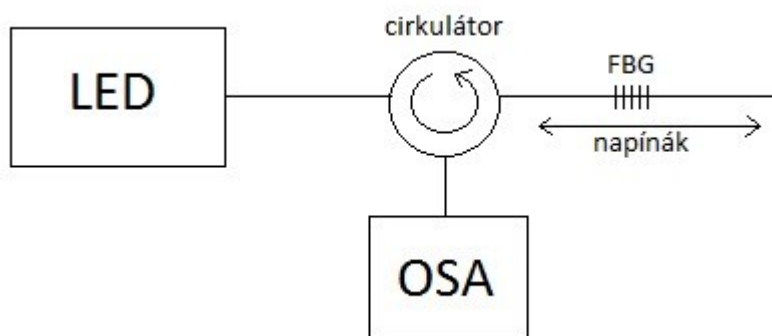 cirkulátor
LED
FBG
napínák
OSA